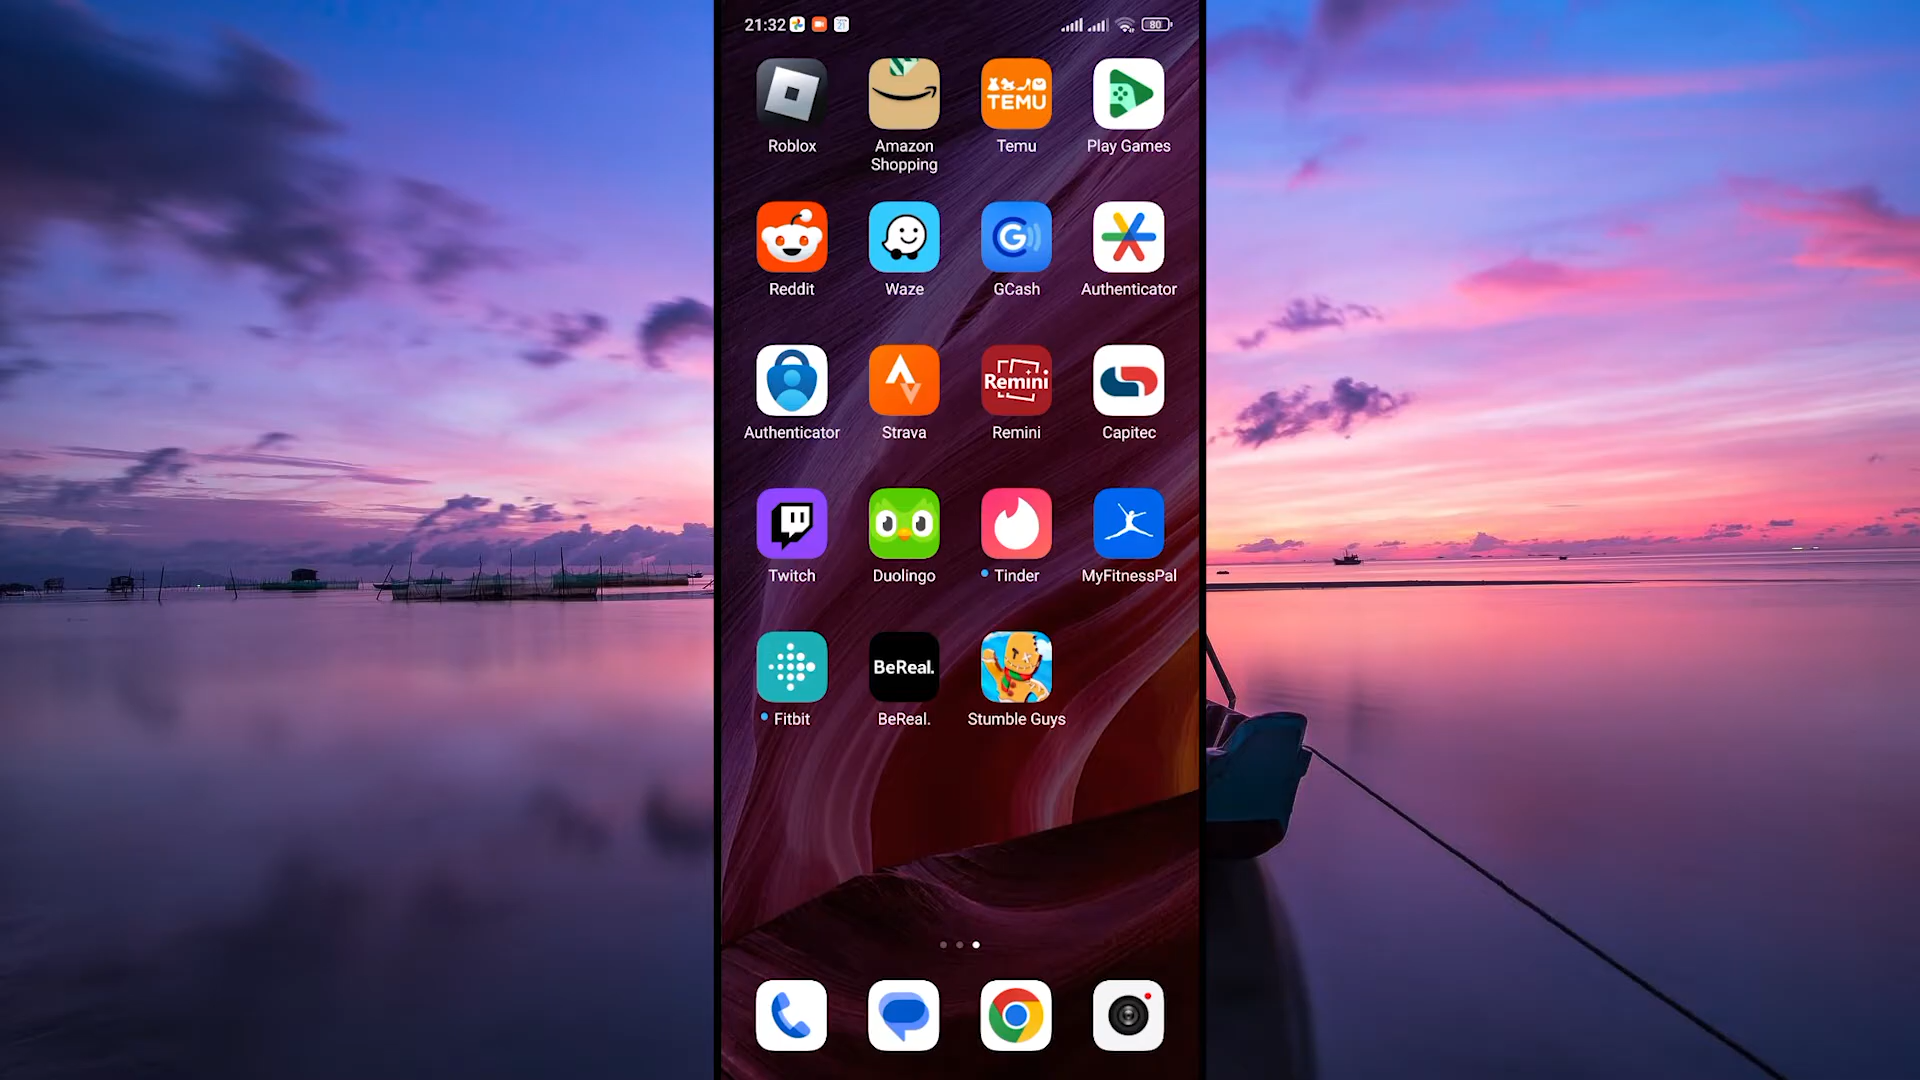 21:32
80
TEMU
Roblox
Amazon
Shopping
Temu
Play Games
G
Reddit
Waze
GCash
Authenticator
Remini
Authenticator
Strava
Remini
Capitec
Twitch
Duolingo
Tinder
MyFitnessPal
BeReal.
Fitbit
BeReal.
Stumble Guys